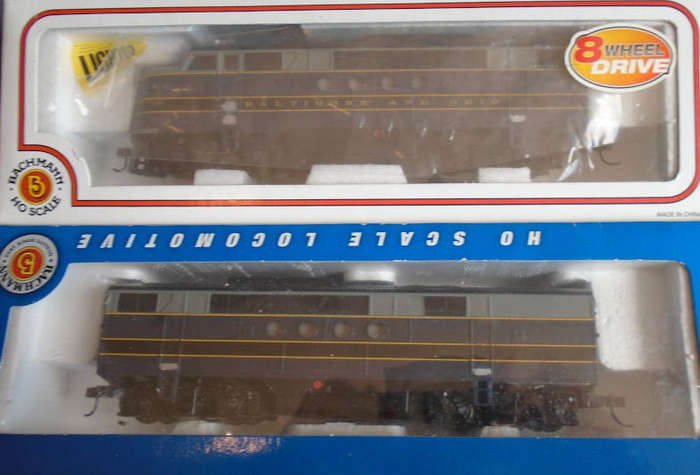 LIGHTED
8 WHEEL
DRIVE
BALTIMORE AND OHIO
BACHMANN
HO SCALE
MADE IN CHINA
HO SCALE LOCOMOTIVE
BACHMANN